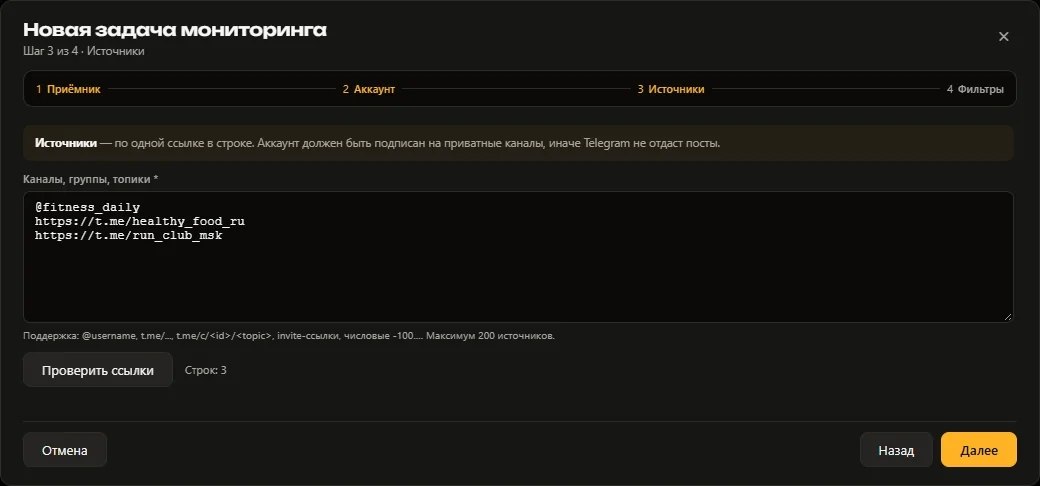 Новая задача мониторинга
Шаг 3 из 4 · Источники
✕
1 Приёмник
2 Аккаунт
3 Источники
4 Фильтры
Источники — по одной ссылке в строке. Аккаунт должен быть подписан на приватные каналы, иначе Telegram не отдаст посты.
Каналы, группы, топики *
@fitness_daily
https://t.me/healthy_food_ru
https://t.me/run_club_msk
Поддержка: @username, t.me/..., t.me/c/<id>/<topic>, invite-ссылки, числовые -100.... Максимум 200 источников.
Проверить ссылки
Строк: 3
Отмена
Назад
Далее